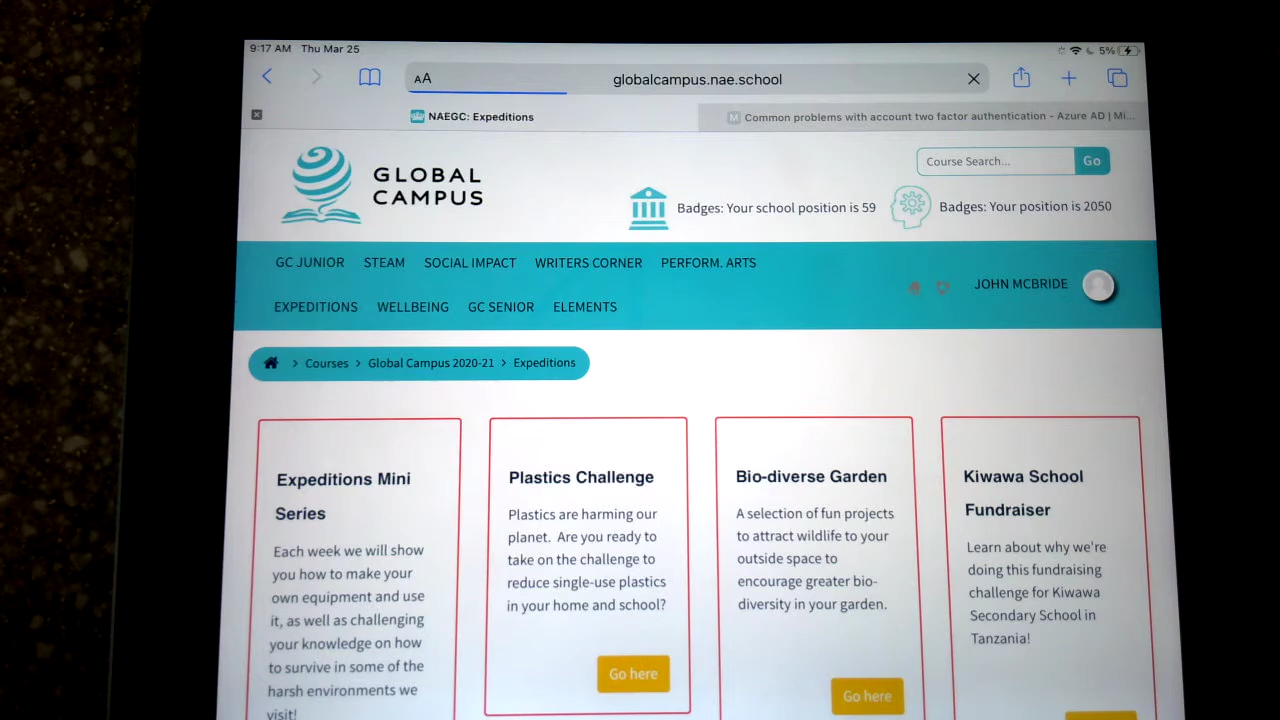 9:17 AM Thu Mar 25
5%
AA
globalcampus.nae.school
NAEGC: Expeditions
M Common problems with account two factor authentication - Azure AD | Mi...
GLOBAL
CAMPUS
Course Search...
Go
Badges: Your school position is 59
Badges: Your position is 2050
GC JUNIOR STEAM SOCIAL IMPACT WRITERS CORNER PERFORM. ARTS
EXPEDITIONS WELLBEING GC SENIOR ELEMENTS
JOHN MCBRIDE
> Courses > Global Campus 2020-21 > Expeditions
Expeditions Mini
Series
Each week we will show
you how to make your
own equipment and use
it, as well as challenging
your knowledge on how
to survive in some of the
harsh environments we
visit!
Plastics Challenge
Plastics are harming our
planet. Are you ready to
take on the challenge to
reduce single-use plastics
in your home and school?
Go here
Bio-diverse Garden
A selection of fun projects
to attract wildlife to your
outside space to
encourage greater bio-
diversity in your garden.
Go here
Kiwawa School
Fundraiser
Learn about why we're
doing this fundraising
challenge for Kiwawa
Secondary School in
Tanzania!